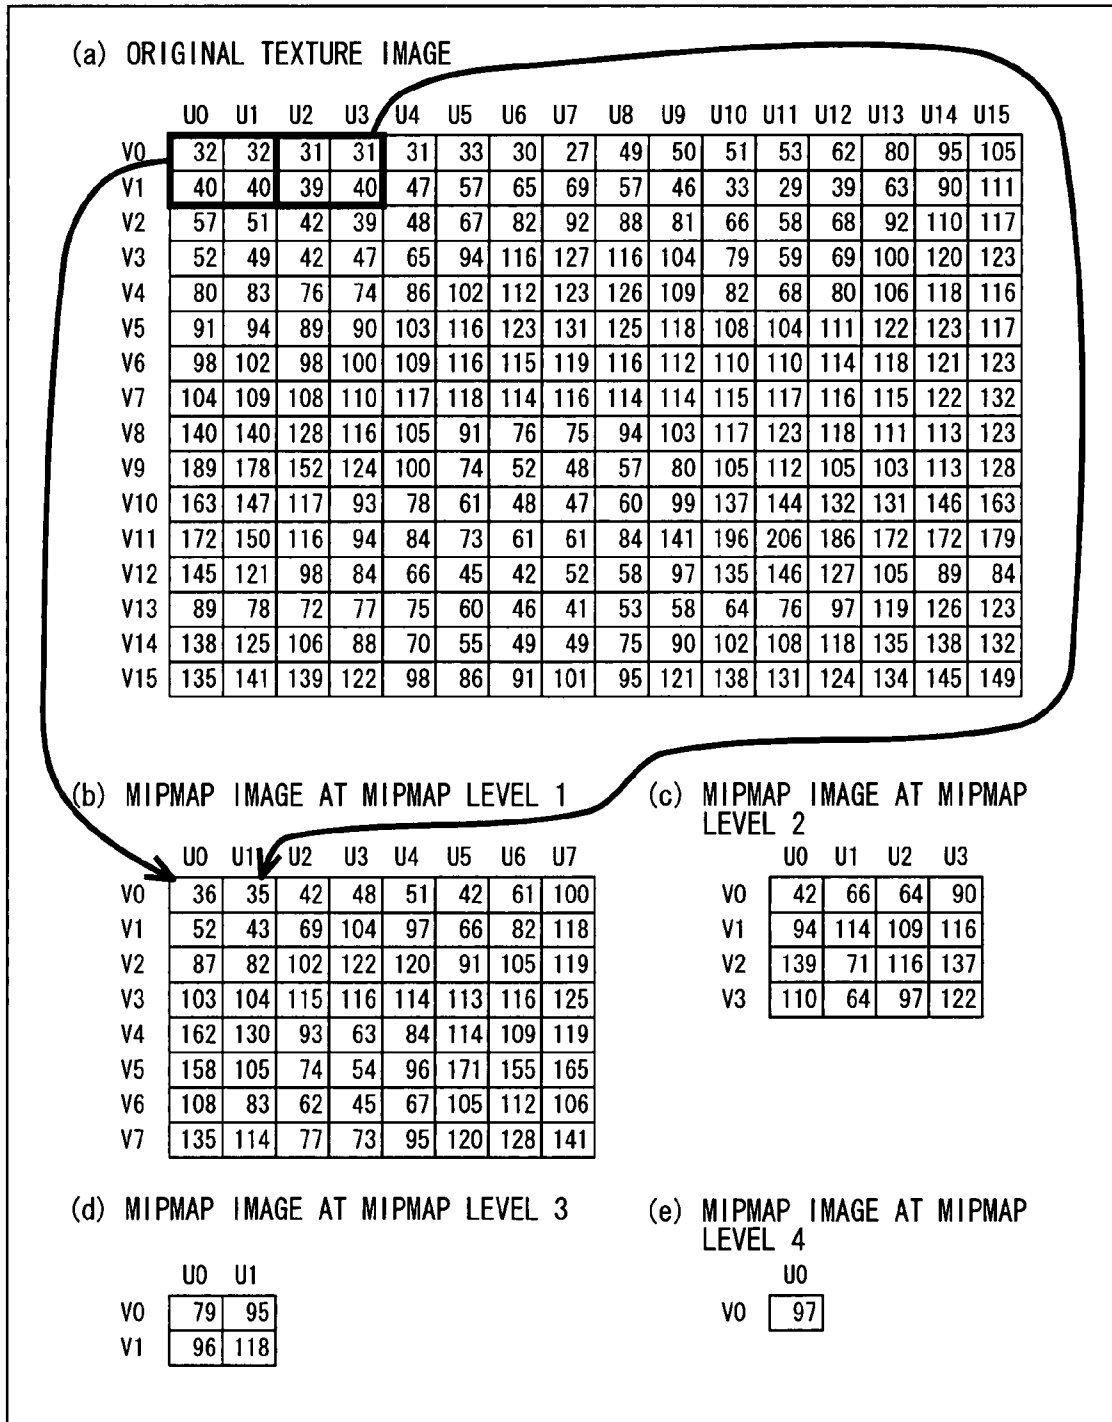 (a) ORIGINAL TEXTURE IMAGE
U0 U1 U2 U3 U4 U5 U6 U7 U8 U9 U10 U11 U12 U13 U14 U15
V0 32 32 31 31 31 33 30 27 49 50 51 53 62 80 95 105
V1 40 40 39 40 47 57 65 69 57 46 33 29 39 63 90 111
V2 57 51 42 39 48 67 82 92 88 81 66 58 68 92 110 117
V3 52 49 42 47 65 94 116 127 116 104 79 59 69 100 120 123
V4 80 83 76 74 86 102 112 123 126 109 82 68 80 106 118 116
V5 91 94 89 90 103 116 123 131 125 118 108 104 111 122 123 117
V6 98 102 98 100 109 116 115 119 116 112 110 110 114 118 121 123
V7 104 109 108 110 117 118 114 116 114 114 115 117 116 115 122 132
V8 140 140 128 116 105 91 76 75 94 103 117 123 118 111 113 123
V9 189 178 152 124 100 74 52 48 57 80 105 112 105 103 113 128
V10 163 147 117 93 78 61 48 47 60 99 137 144 132 131 146 163
V11 172 150 116 94 84 73 61 61 84 141 196 206 186 172 172 179
V12 145 121 98 84 66 45 42 52 58 97 135 146 127 105 89 84
V13 89 78 72 77 75 60 46 41 53 58 64 76 97 119 126 123
V14 138 125 106 88 70 55 49 49 75 90 102 108 118 135 138 132
V15 135 141 139 122 98 86 91 101 95 121 138 131 124 134 145 149
(b) MIPMAP IMAGE AT MIPMAP LEVEL 1
U0 U1 U2 U3 U4 U5 U6 U7
V0 36 35 42 48 51 42 61 100
V1 52 43 69 104 97 66 82 118
V2 87 82 102 122 120 91 105 119
V3 103 104 115 116 114 113 116 125
V4 162 130 93 63 84 114 109 119
V5 158 105 74 54 96 171 155 165
V6 108 83 62 45 67 105 112 106
V7 135 114 77 73 95 120 128 141
(c) MIPMAP IMAGE AT MIPMAP
LEVEL 2
U0 U1 U2 U3
V0 42 66 64 90
V1 94 114 109 116
V2 139 71 116 137
V3 110 64 97 122
(d) MIPMAP IMAGE AT MIPMAP LEVEL 3
U0 U1
V0 79 95
V1 96 118
(e) MIPMAP IMAGE AT MIPMAP
LEVEL 4
U0
V0 97